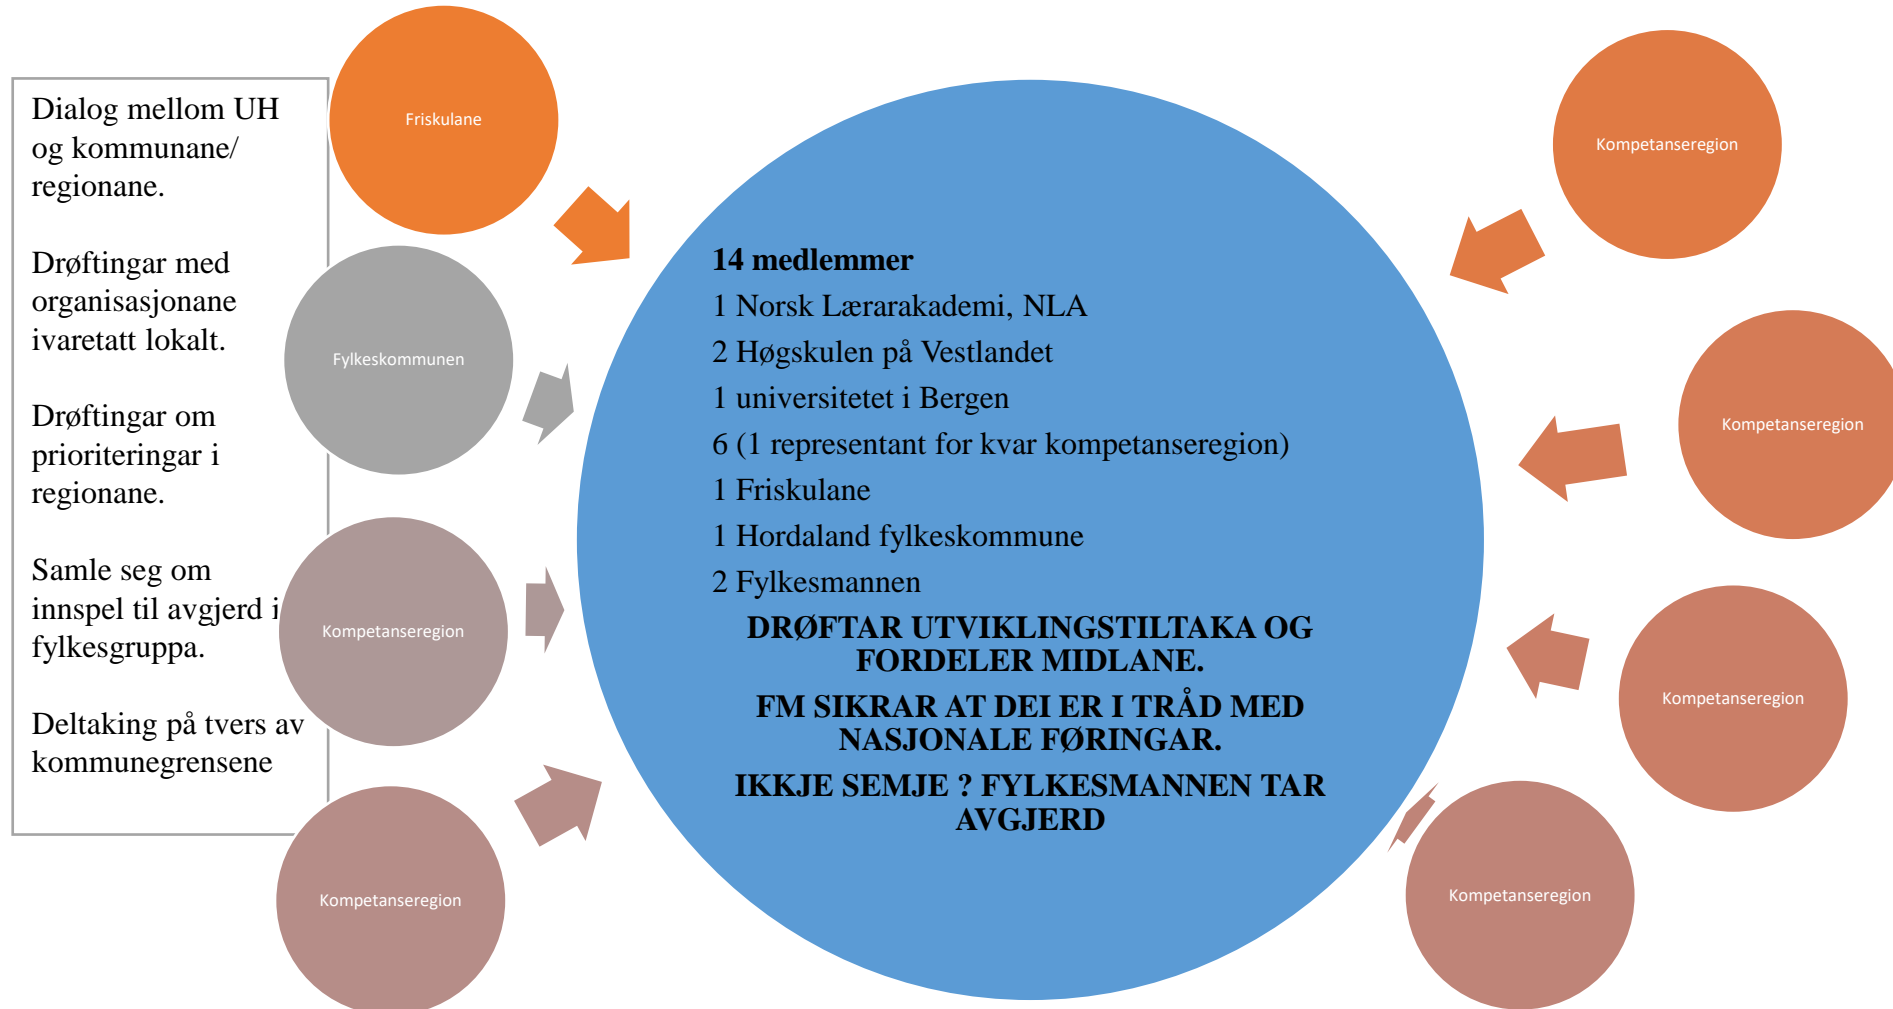 Dialog mellom UH
og kommunane/
regionane.
Drøftingar med
organisasjonane
ivaretatt lokalt.
Drøftingar om
prioriteringar i
regionane.
Samle seg om
innspel til avgjerd i
fylkesgruppa.
Deltaking på tvers av
kommunegrensene
Friskulane
Fylkeskommunen
Kompetanseregion
Kompetanseregion
14 medlemmer
1 Norsk Lærarakademi, NLA
2 Høgskulen på Vestlandet
1 universitetet i Bergen
6 (1 representant for kvar kompetanseregion)
1 Friskulane
1 Hordaland fylkeskommune
2 Fylkesmannen
DRØFTAR UTVIKLINGSTILTAKA OG
FORDELER MIDLANE.
FM SIKRAR AT DEI ER I TRÅD MED
NASJONALE FØRINGAR.
IKKJE SEMJE ? FYLKESMANNEN TAR
AVGJERD
Kompetanseregion
Kompetanseregion
Kompetanseregion
Kompetanseregion